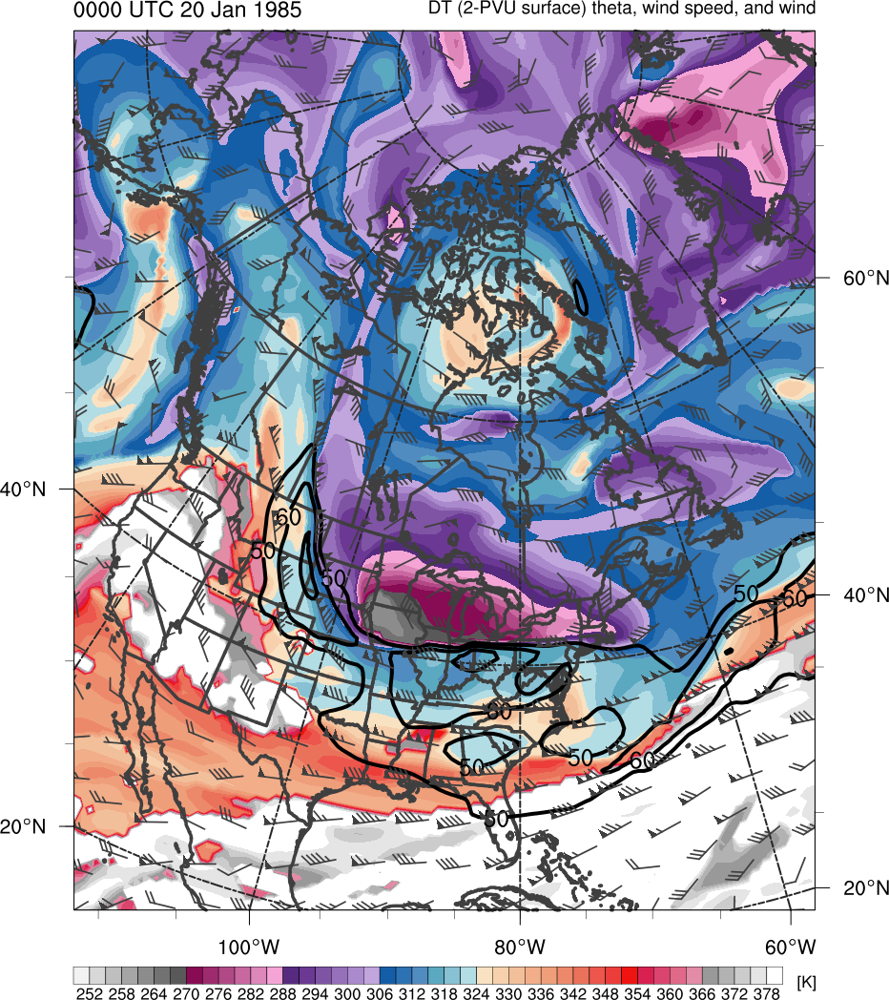 0000 UTC 20 Jan 1985 DT (2-PVU surface) theta, wind speed, and wind
60°N
40°N
60
50
50
50
60
40°N
60
50
50
60
50
20°N
20°N
100°W 80°W 60°W
252 258 264 270 276 282 288 294 300 306 312 318 324 330 336 342 348 354 360 366 372 378 [K]